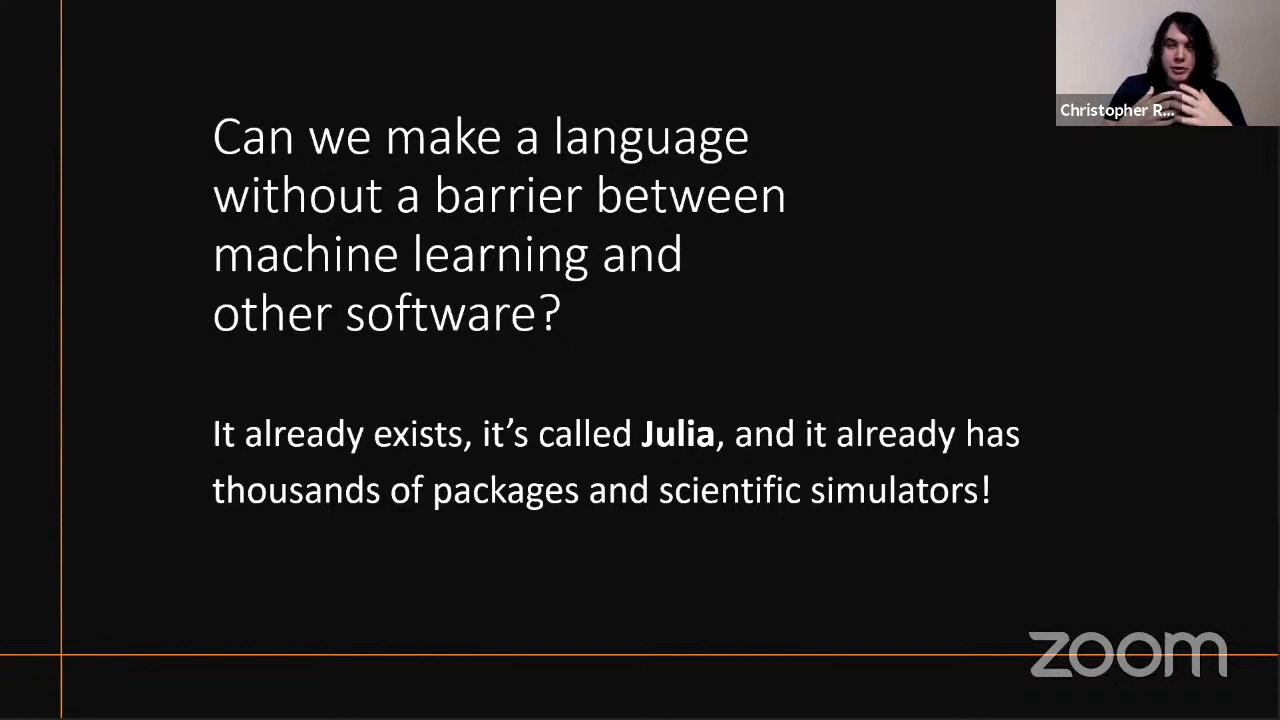 Christopher R...
Can we make a language
without a barrier between
machine learning and
other software?
It already exists, it's called Julia, and it already has
thousands of packages and scientific simulators!
zoom